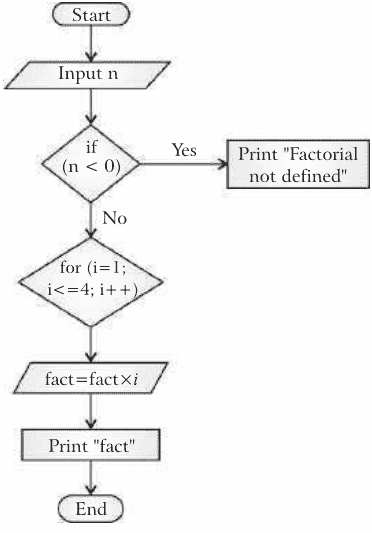 Start
Input n
if
(n < 0)
Yes
Print "Factorial
not defined"
No
for (i=1;
i<=4; i++)
fact=fact×i
Print "fact"
End